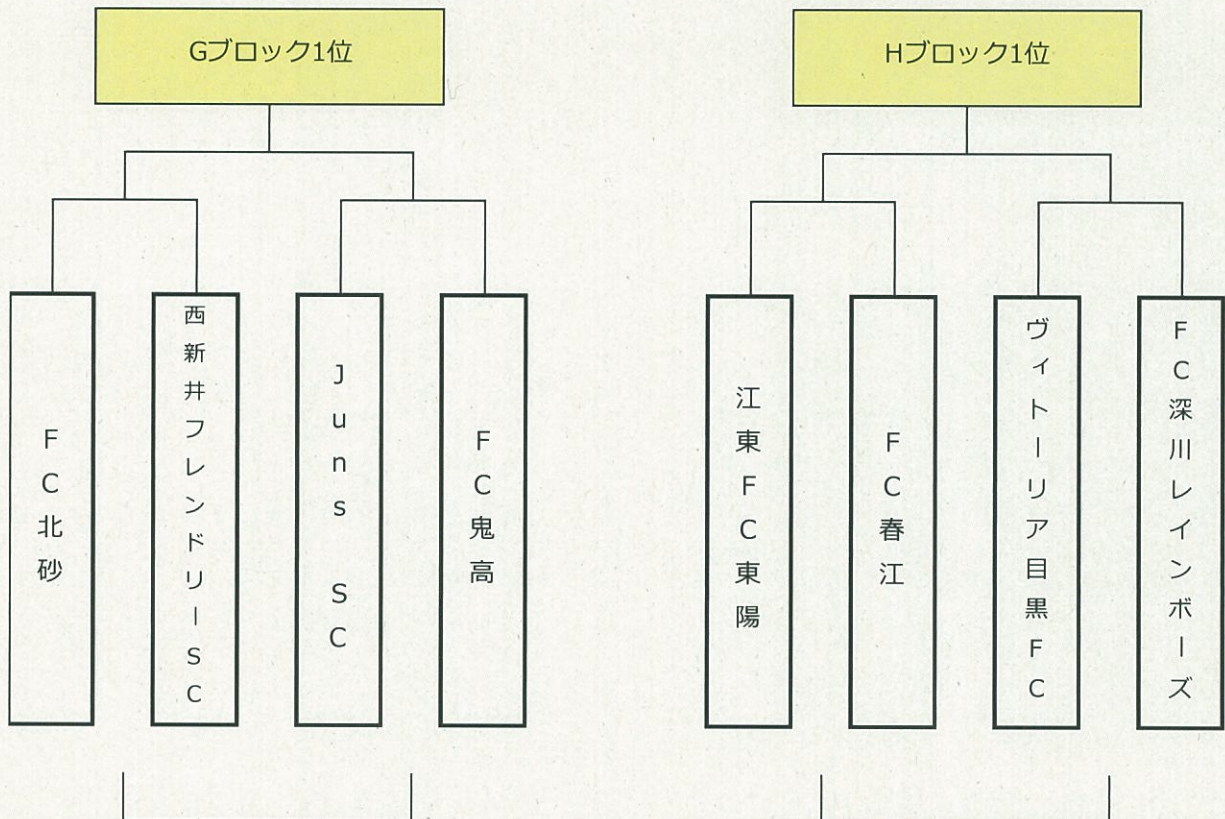 Gブロック1位
Hブロック1位
FC北砂
西新井フレンドリーSC
Juns SC
FC鬼高
江東FC東陽
FC春江
ヴィトーリア目黒FC
FC深川レインボーズ